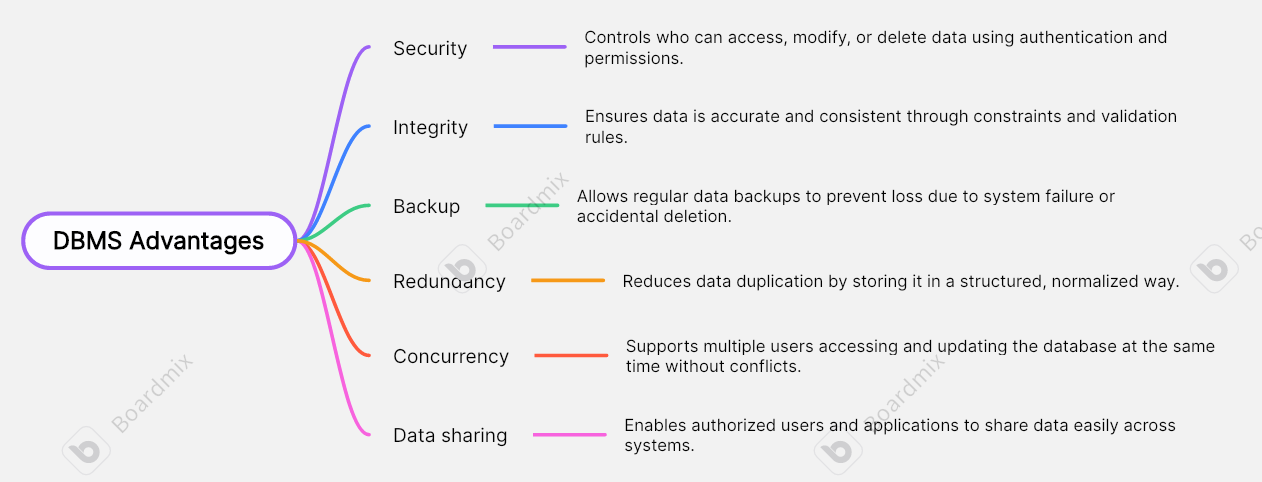 Security
Controls who can access, modify, or delete data using authentication and
permissions.
Integrity
Ensures data is accurate and consistent through constraints and validation
rules.
Backup
Allows regular data backups to prevent loss due to system failure or
accidental deletion.
Boardmix
DBMS Advantages
Redundancy
Reduces data duplication by storing it in a structured, normalized way.
Concurrency
Supports multiple users accessing and updating the database at the same
time without conflicts.
Boardmix
Boardmix
Data sharing
Enables authorized users and applications to share data easily across
systems.